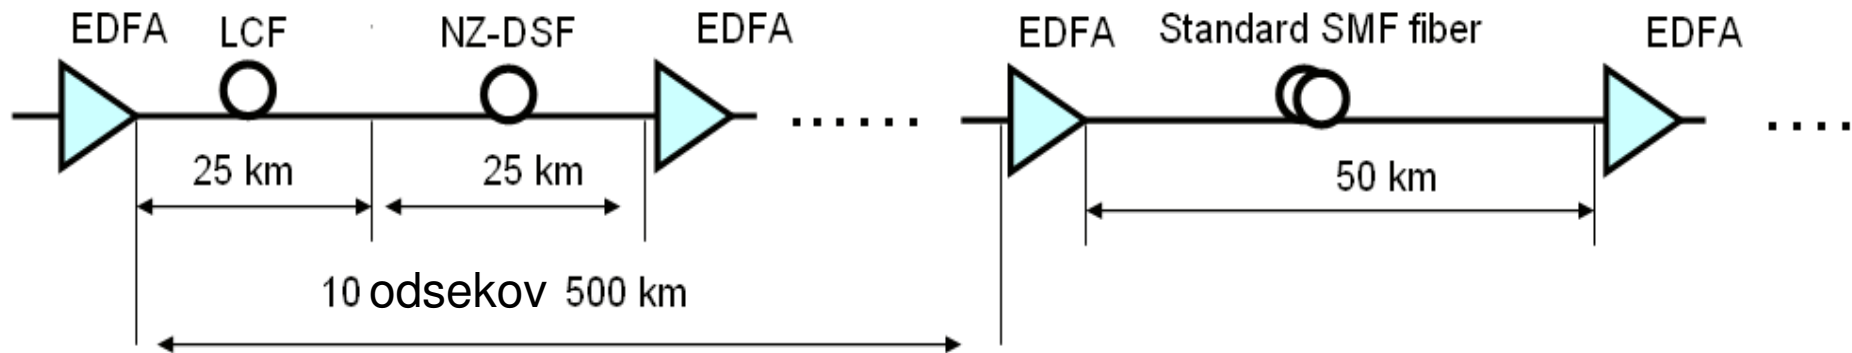 EDFA LCF NZ-DSF EDFA EDFA Standard SMF fiber EDFA
25 km 25 km 50 km
10 odsekov 500 km